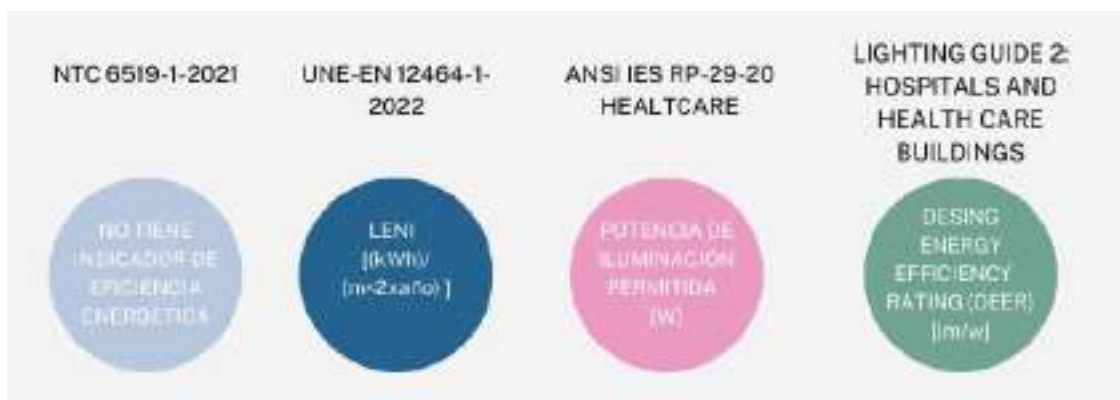 NTC 6519-1-2021
UNE-EN 12464-1-
2022
ANSI IES RP-29-20
HEALTCARE
LIGHTING GUIDE 2:
HOSPITALS AND
HEALTH CARE
BUILDINGS
NO TIENE
INDICADOR DE
EFICIENCIA
ENERGÉTICA
LENI
[(kWh)/
(m<2xaño) ]
POTENCIA DE
ILUMINACIÓN
PERMITIDA
(W)
DESING
ENERGY
EFFICIENCY
RATING (DEER)
[lm/w]